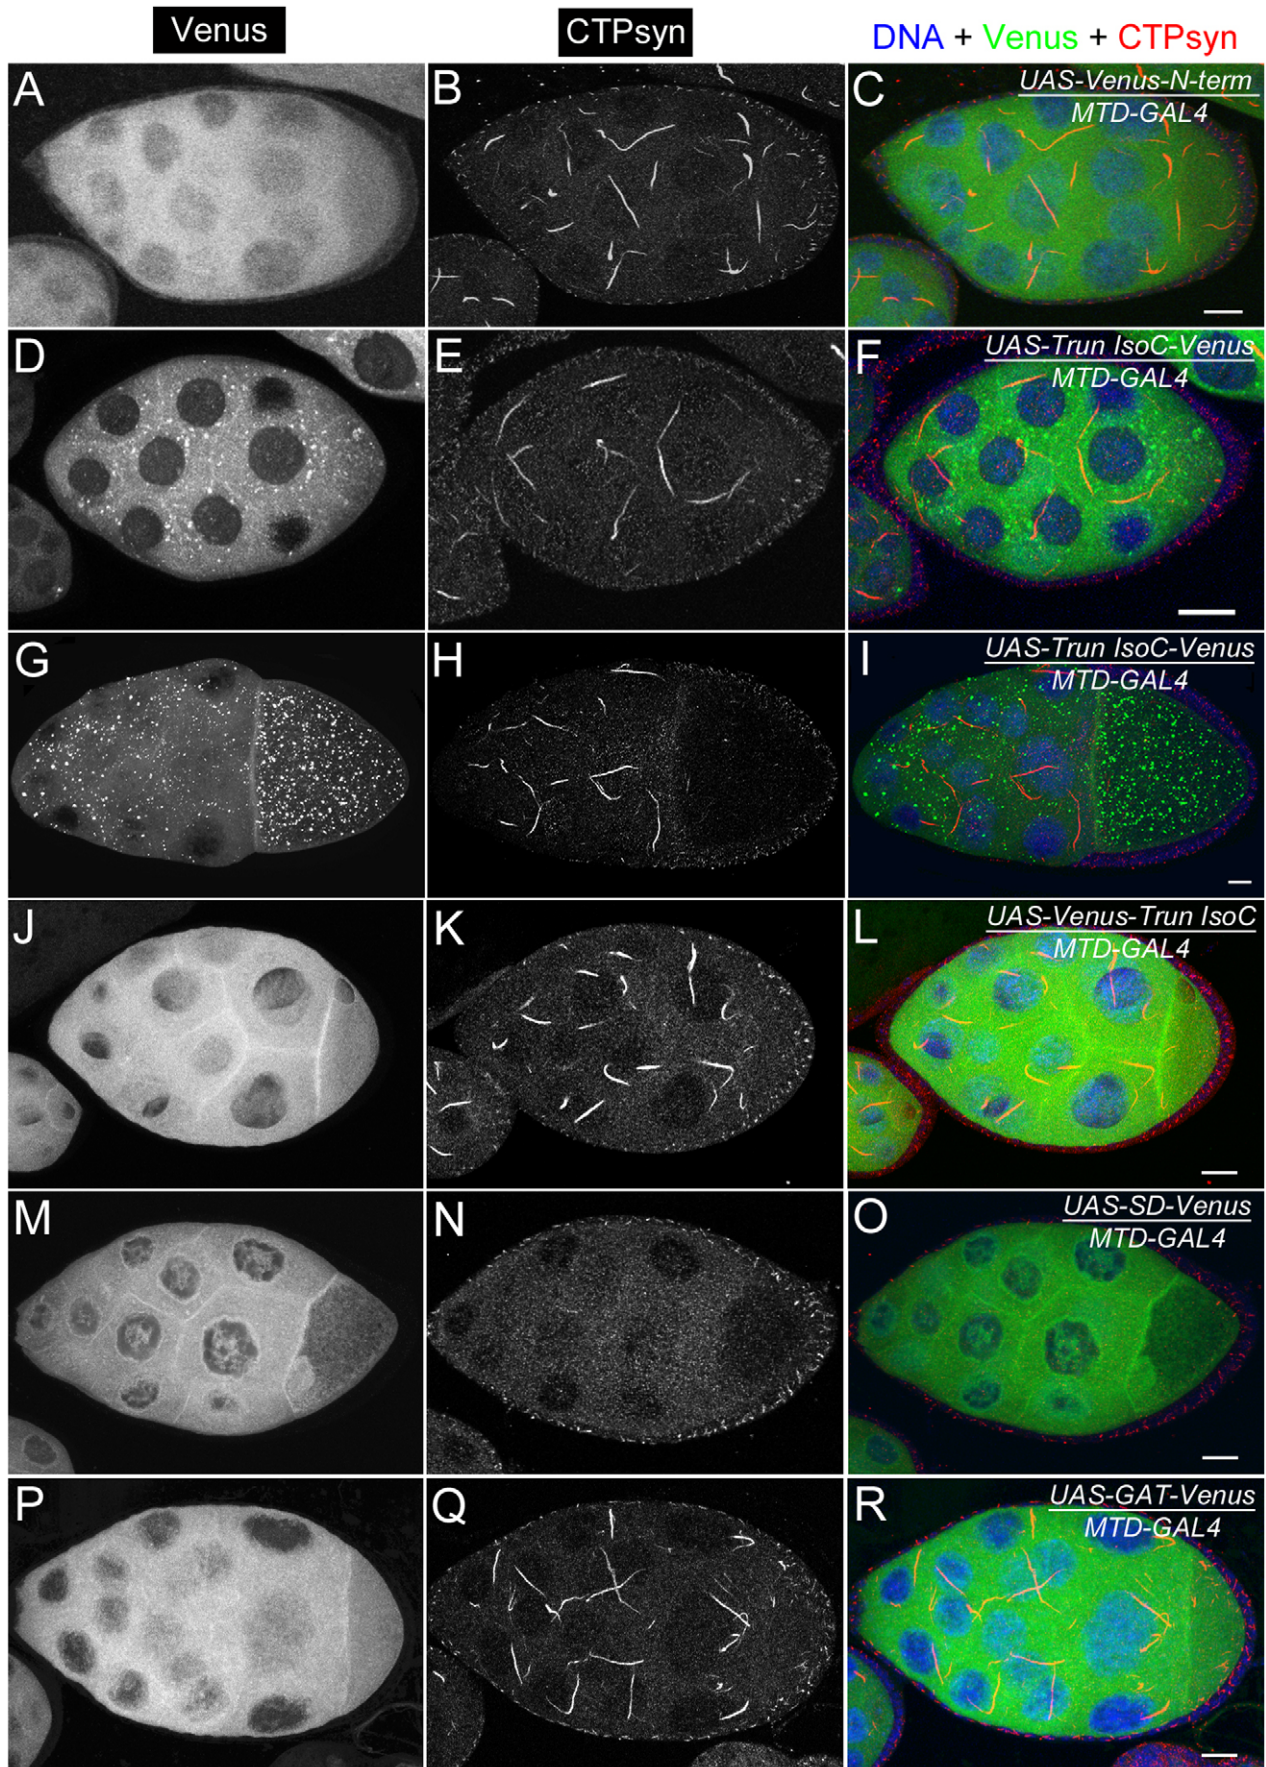 Venus
CTPsyn
DNA + Venus + CTPsyn
A
B
C
UAS-Venus-N-term
MTD-GAL4
D
E
F
UAS-Trun IsoC-Venus
MTD-GAL4
G
H
I
UAS-Trun IsoC-Venus
MTD-GAL4
J
K
L
UAS-Venus-Trun IsoC
MTD-GAL4
M
N
O
UAS-SD-Venus
MTD-GAL4
P
Q
R
UAS-GAT-Venus
MTD-GAL4